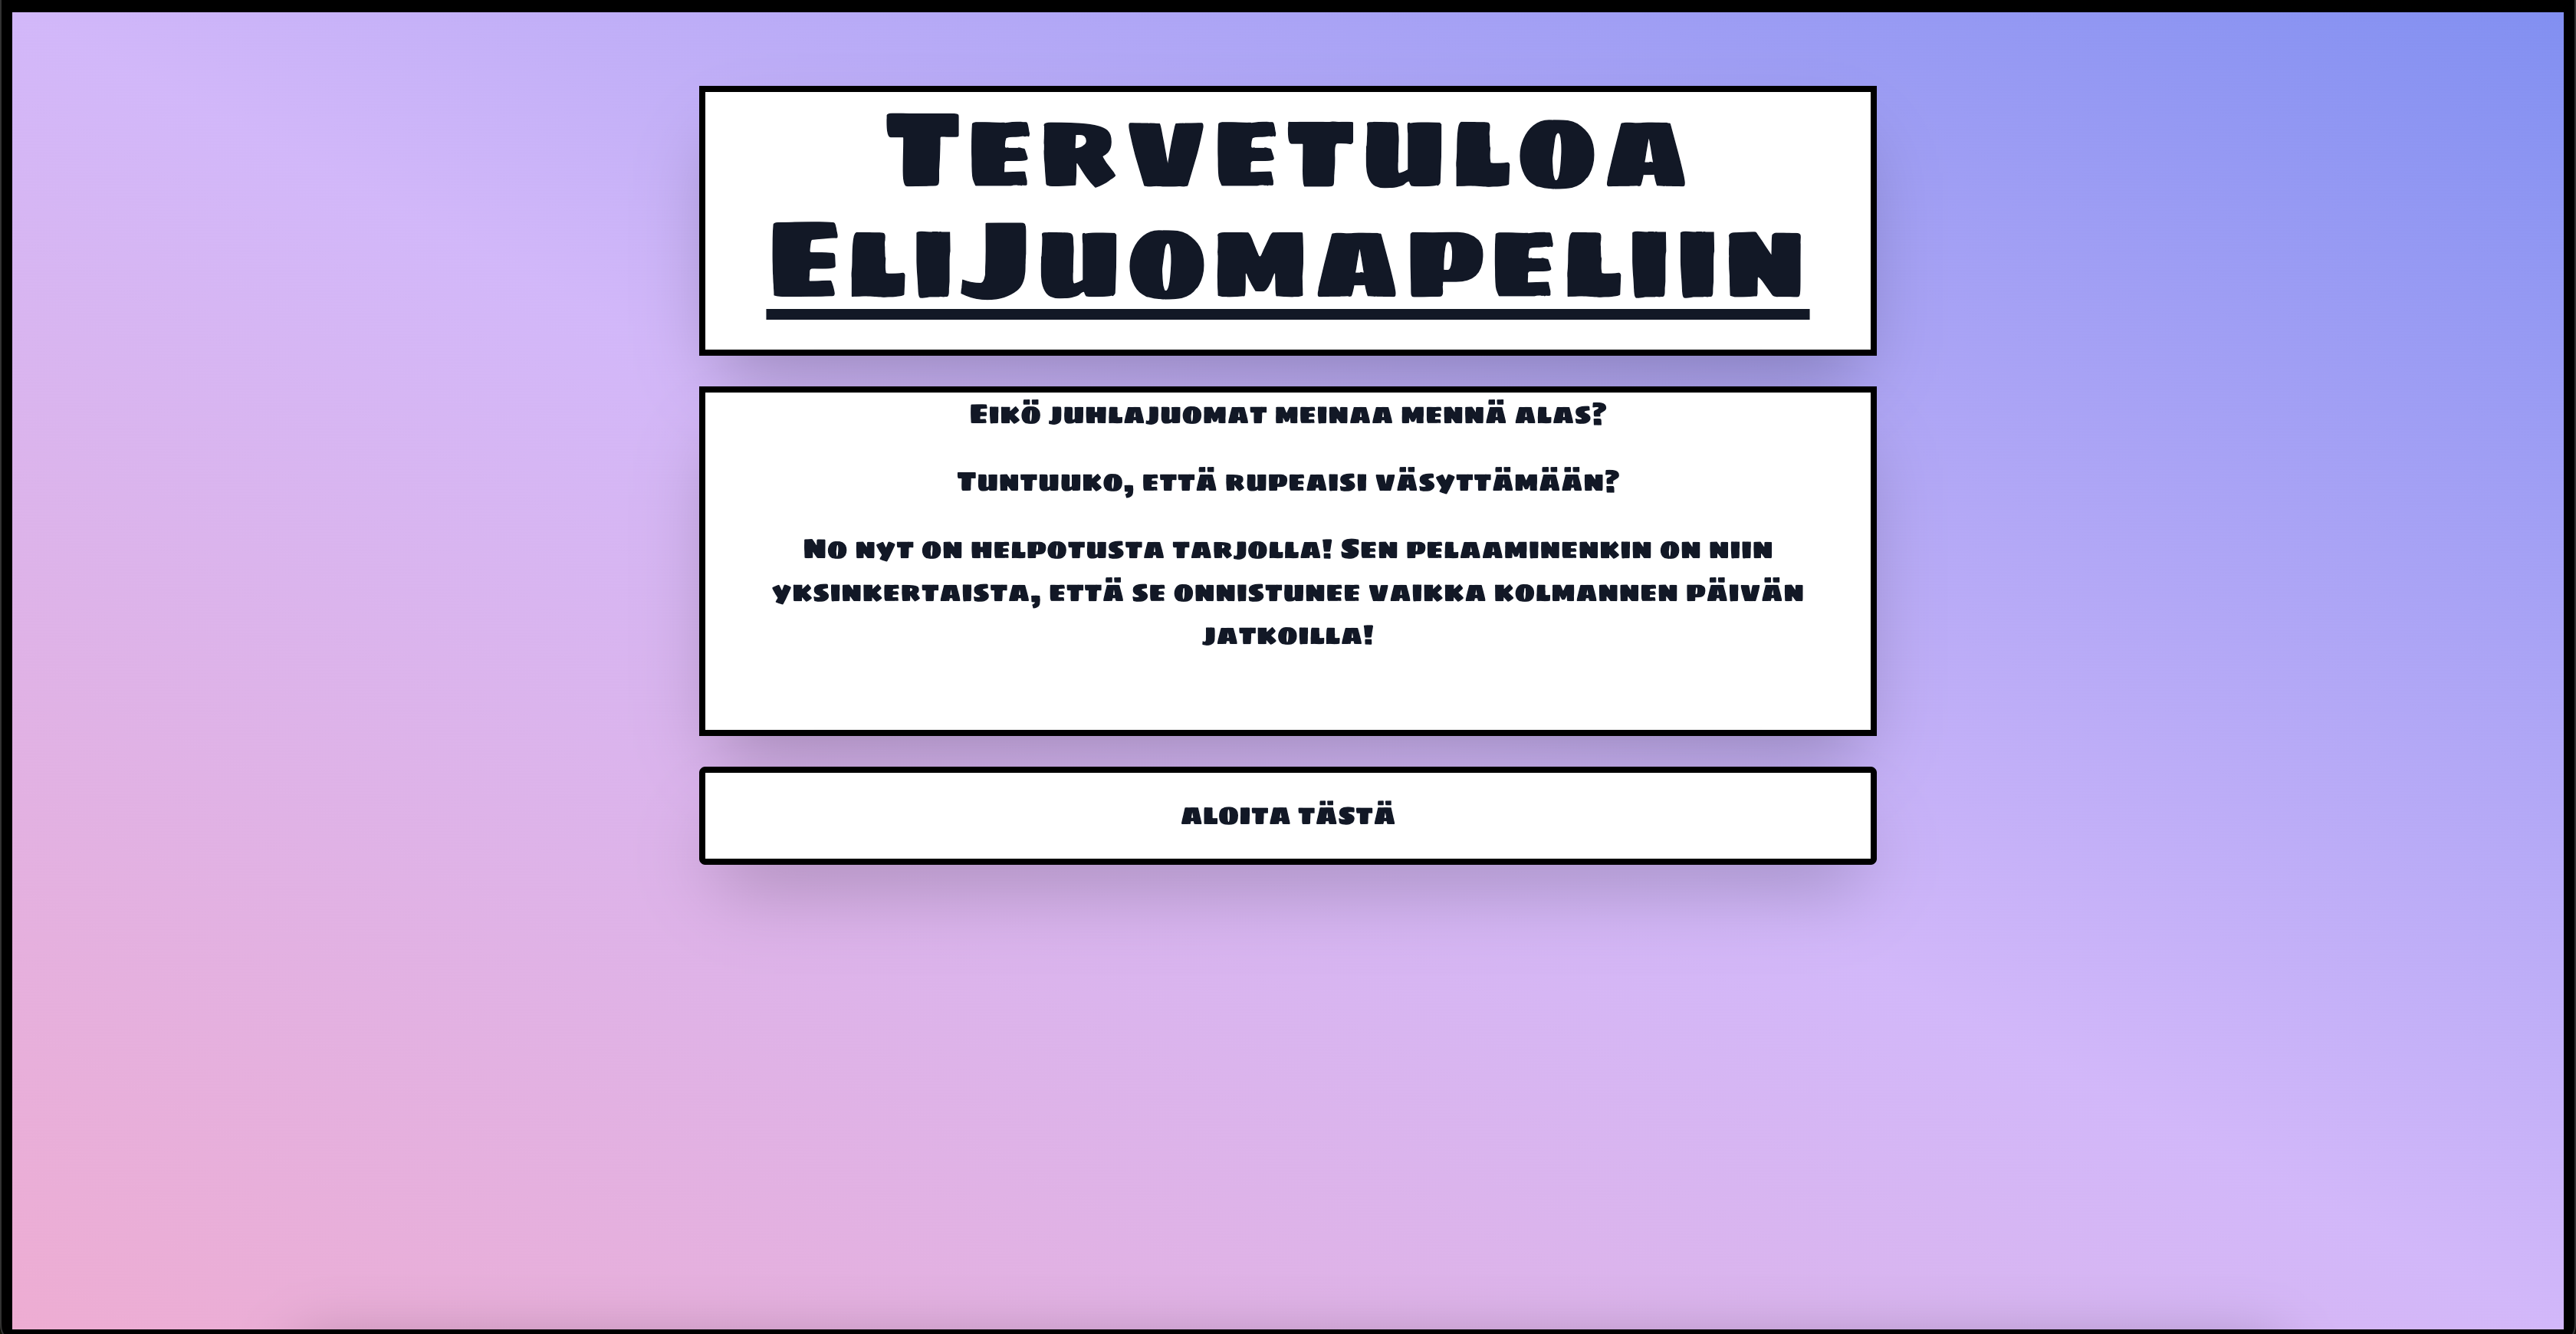 Tervetuloa
EliJuomapeliin
Eikö juhlajuomat meinaa mennä alas?
Tuntuuko, että rupeaisi väsyttämään?
No nyt on helpotusta tarjolla! Sen pelaaminenkin on niin
yksinkertaista, että se onnistunee vaikka kolmannen päivän
jatkoilla!
aloita tästä